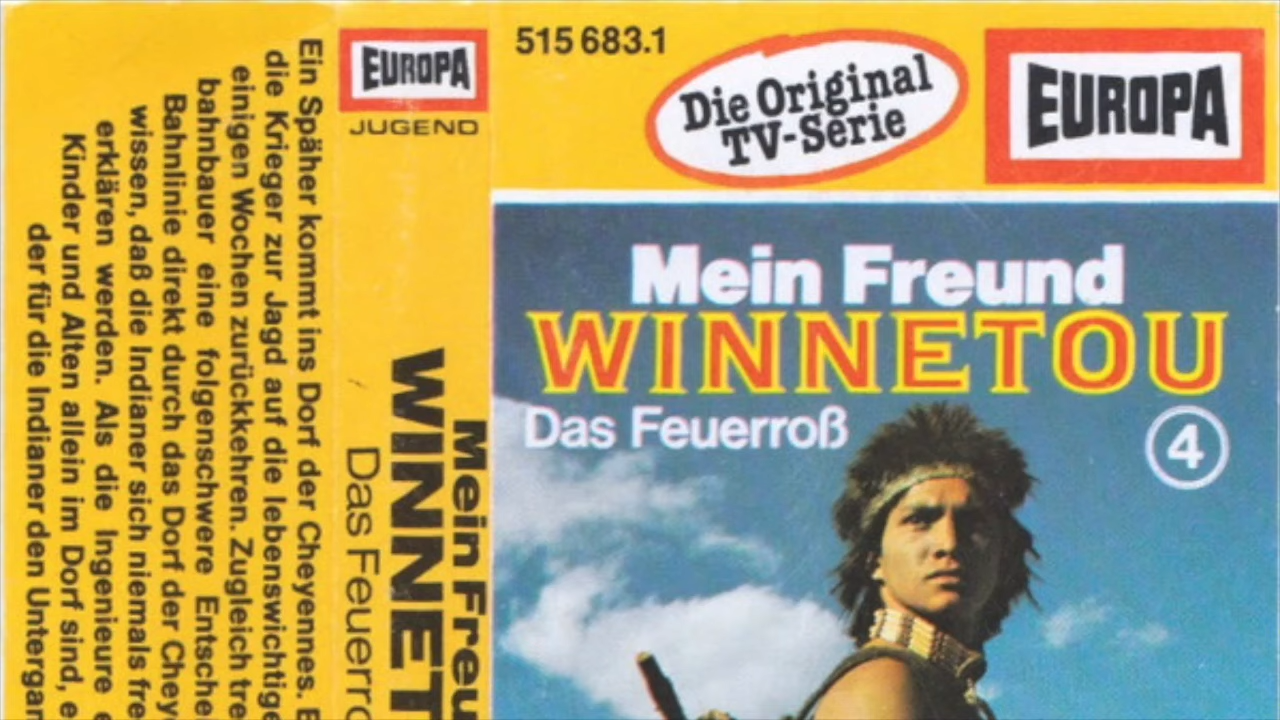 Ein Späher kommt ins Dorf der Cheyennes.
die Krieger zur Jagd auf die lebenswichtige
einigen Wochen zurückkehren. Zugleich
bahnbauer eine folgenschwere
Bahnlinie direkt durch das Dorf der
wissen, daß die Indianer sich niemals
erklären werden. Als die Ingenieure
Kinder und Alten allein im Dorf sind,
der für die Indianer den
EUROPA
JUGEND
Mein
WINNET
Das
515 683.1
Die Original
TV-Serie
EUROPA
Mein Freund
WINNETOU
Das Feuerroß
4